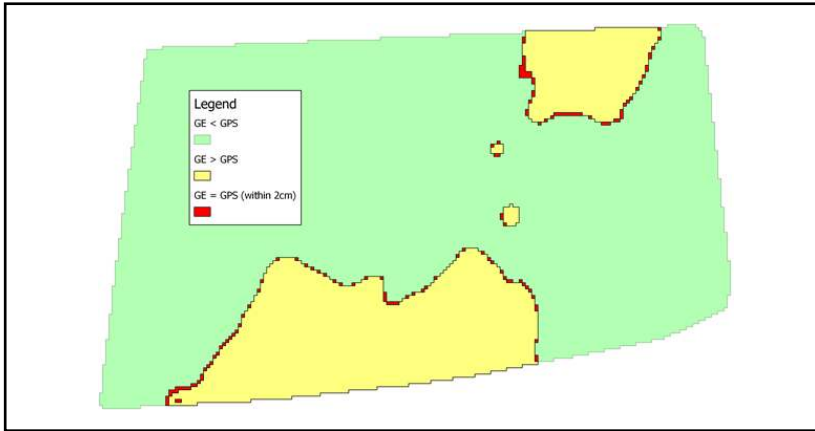 Legend
GE < GPS
GE > GPS
GE = GPS (within 2cm)